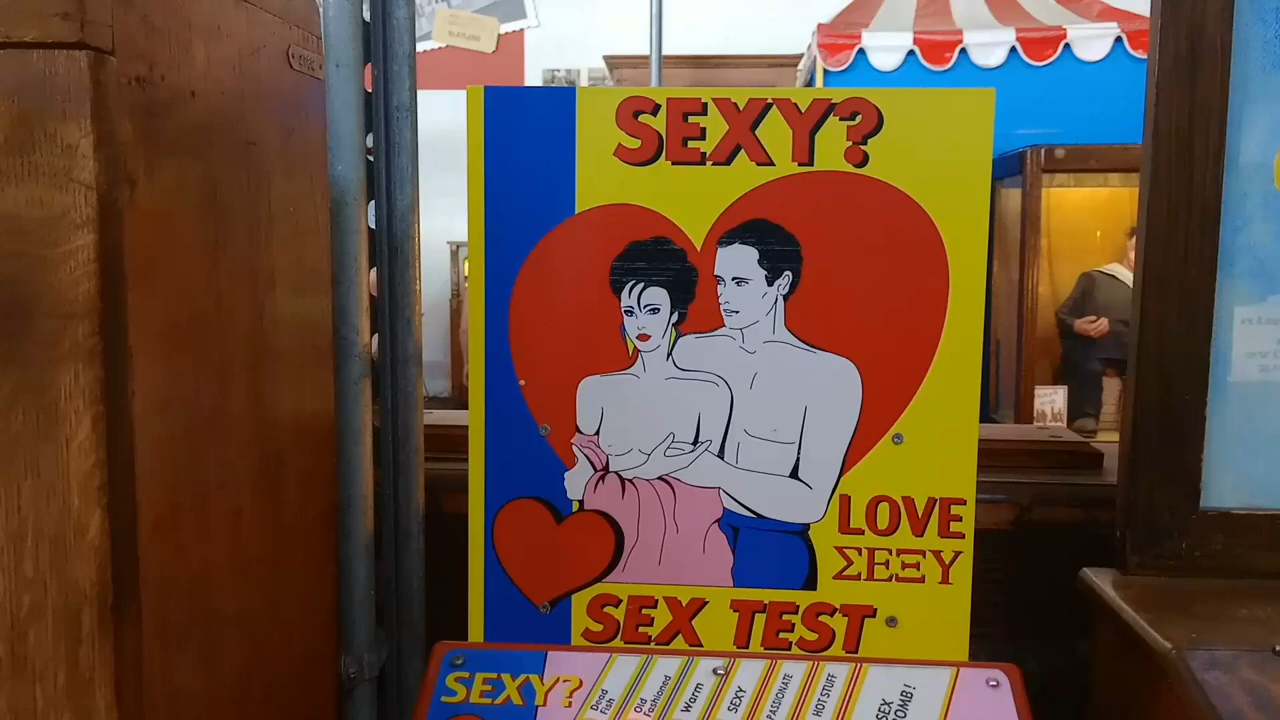 SEXY?
LOVE
ΣΕΞΥ
SEX TEST
SEXY?
Dead
Fish
Old
Fashioned
Warm
SEXY
PASSIONATE
HOT STUFF
SEX
BOMB!